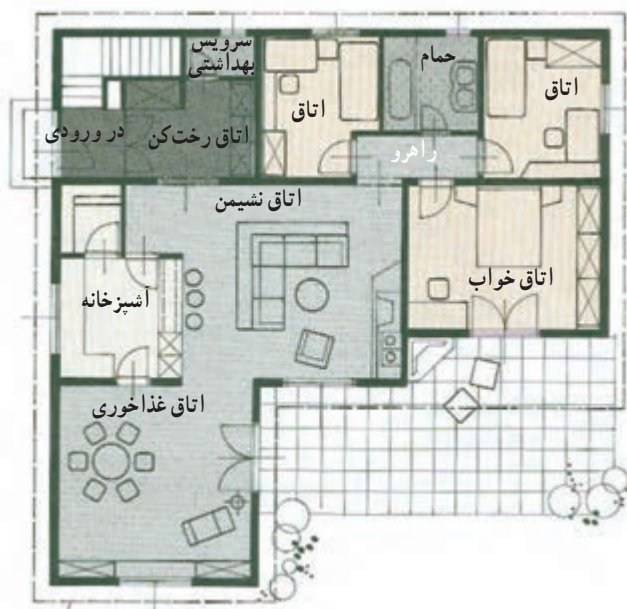 سرویس
بهداشتی
حمام
اتاق
اتاق
در ورودی
اتاق رخت‌کن
راهرو
اتاق نشیمن
اتاق خواب
آشپزخانه
اتاق غذاخوری